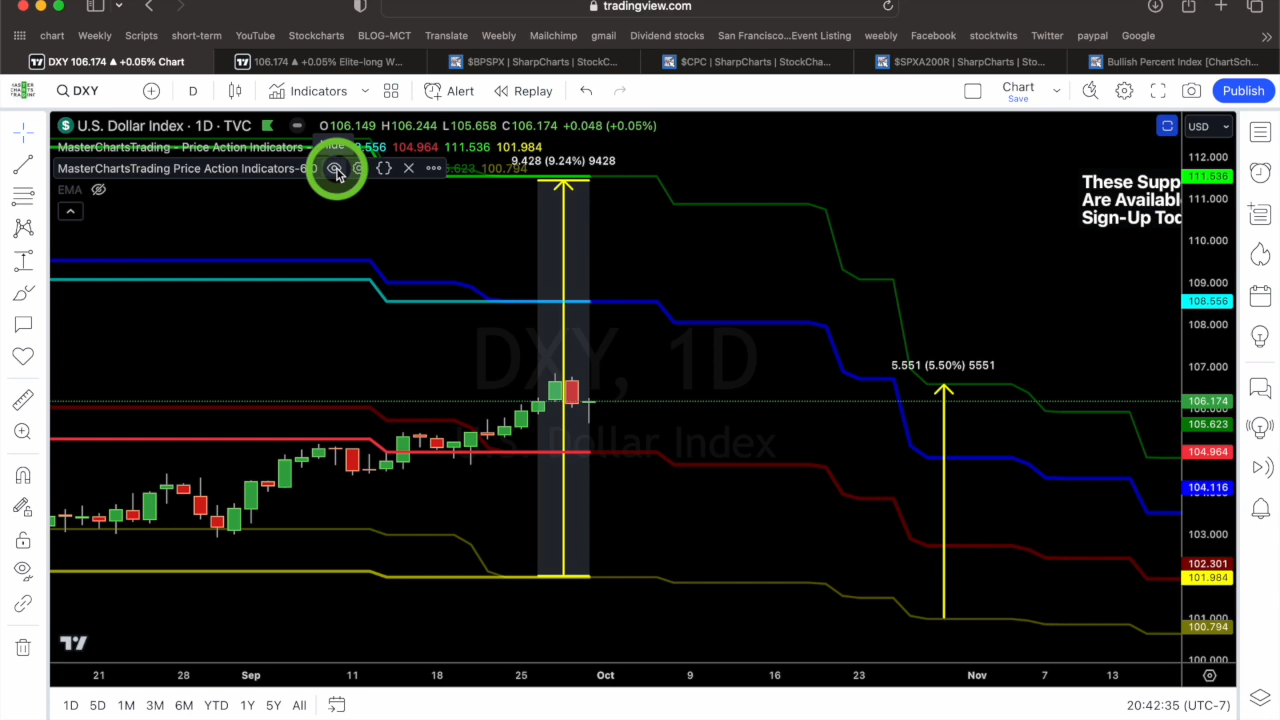 tradingview.com
chart Weekly Scripts short-term YouTube Stockcharts BLOG-MCT Translate Weebly Mailchimp gmail Dividend stocks San Francisco...Event Listing weebly Facebook stocktwits Twitter paypal Google
DXY 106.174 ▲ +0.05% Chart
106.174 ▲ +0.05% Elite-long W...
$BPSPX | SharpCharts | StockC...
$CPC | SharpCharts | StockCha...
$SPXA200R | SharpCharts | Sto...
Bullish Percent Index [ChartSch...
DXY D Indicators Alert Replay Chart Save Publish
U.S. Dollar Index · 1D · TVC O106.149 H106.244 L105.658 C106.174 +0.048 (+0.05%)
USD
MasterChartsTrading - Price Action Indicators - 104.964 111.536 101.984
MasterChartsTrading Price Action Indicators-6 100.794
EMA
9.428 (9.24%) 9428
These Supp
Are Availab
Sign-Up Tod
5.551 (5.50%) 5551
DXY, 1D
U.S. Dollar Index
112.000
111.536
111.000
110.000
109.000
108.556
108.000
107.000
106.174
106.000
105.623
104.964
104.116
103.000
102.301
101.984
101.000
100.794
100.000
21 28 Sep 11 18 25 Oct 9 16 23 Nov 7 13
1D 5D 1M 3M 6M YTD 1Y 5Y All
20:42:35 (UTC-7)